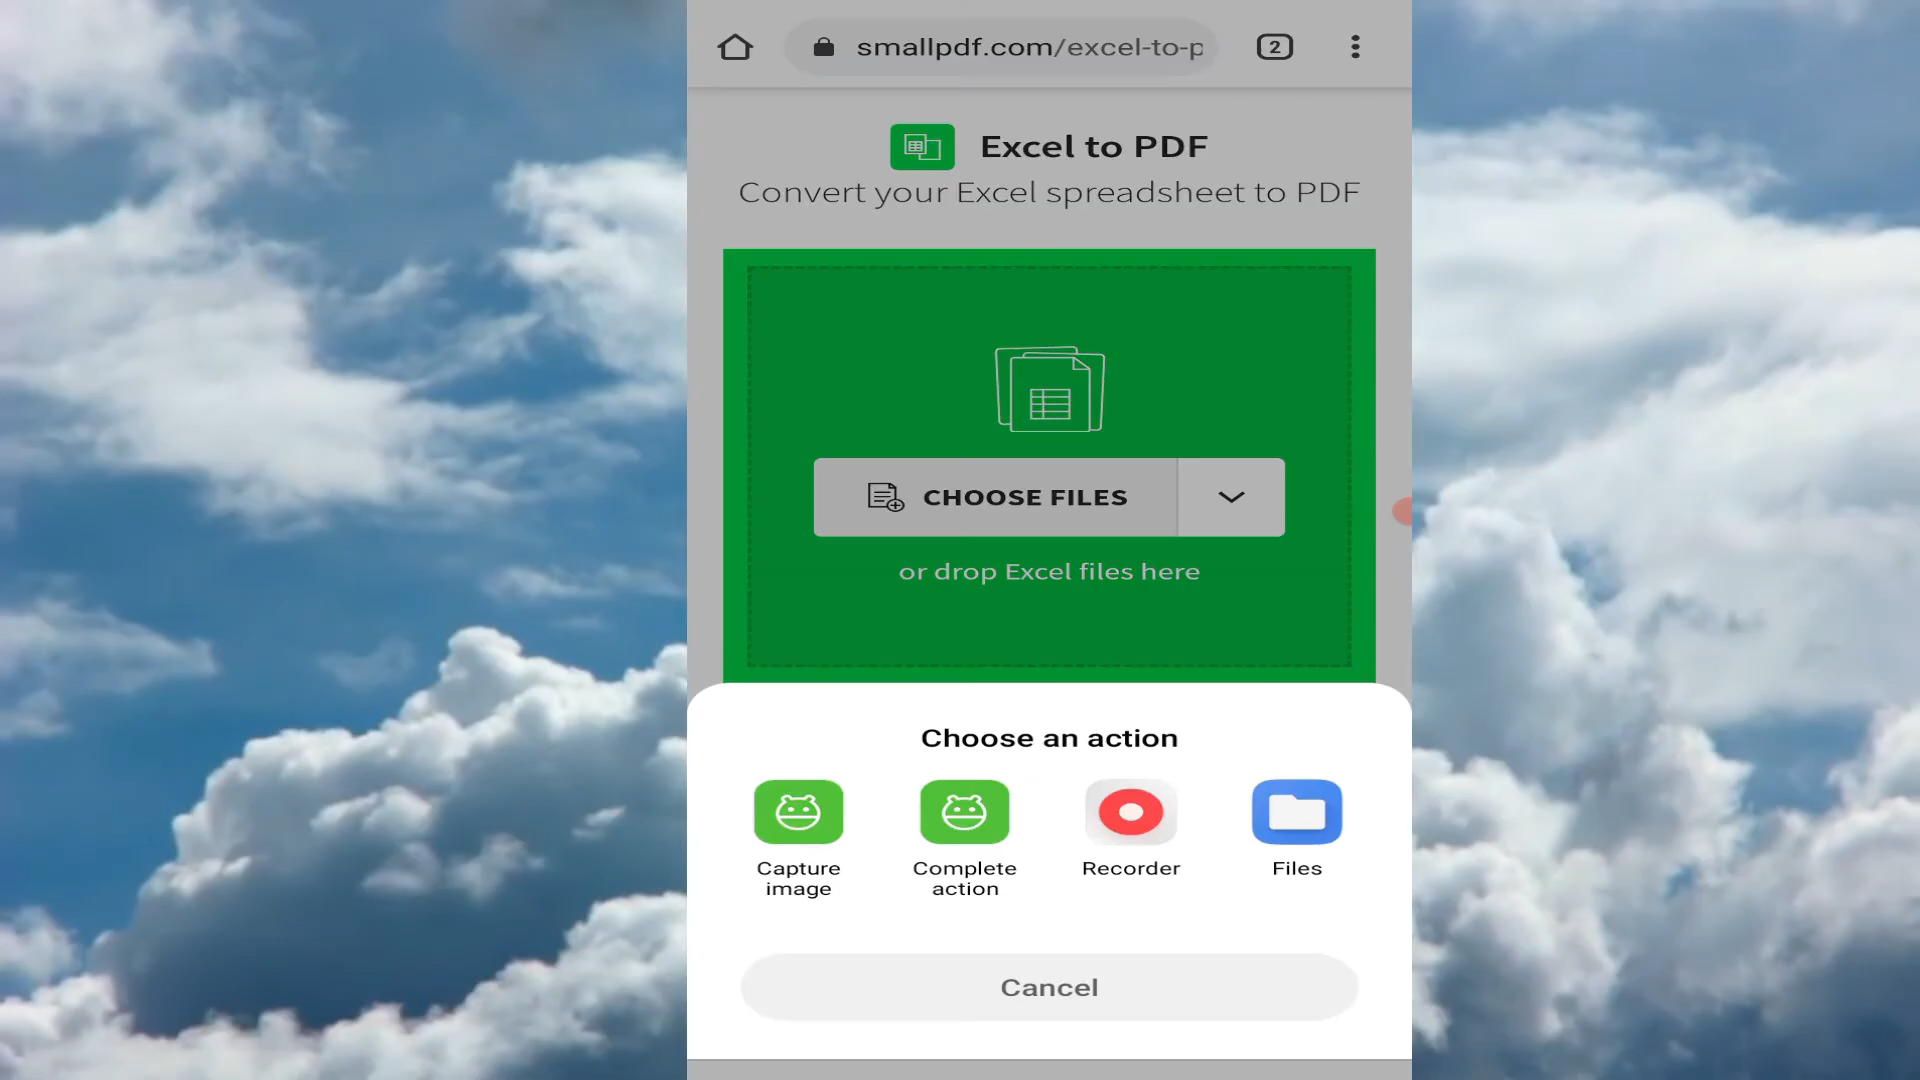 smallpdf.com/excel-to-p
2
Excel to PDF
Convert your Excel spreadsheet to PDF
CHOOSE FILES
or drop Excel files here
Choose an action
Capture image
Complete action
Recorder
Files
Cancel